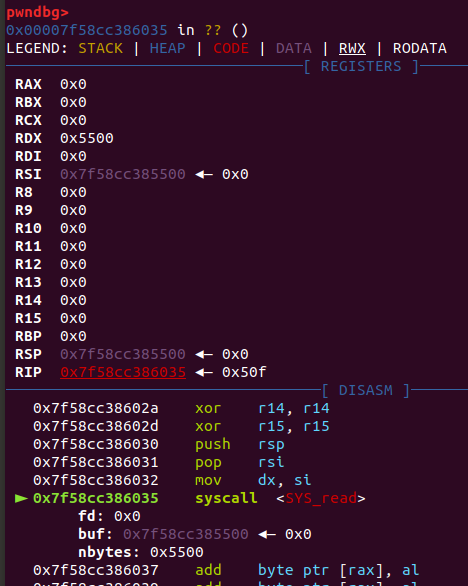 pwndbg>
0x00007f58cc386035 in ?? ()
LEGEND: STACK | HEAP | CODE | DATA | RWX | RODATA
[ REGISTERS ]
RAX 0x0
RBX 0x0
RCX 0x0
RDX 0x5500
RDI 0x0
RSI 0x7f58cc385500 ◂— 0x0
R8 0x0
R9 0x0
R10 0x0
R11 0x0
R12 0x0
R13 0x0
R14 0x0
R15 0x0
RBP 0x0
RSP 0x7f58cc385500 ◂— 0x0
RIP 0x7f58cc386035 ◂— 0x50f
[ DISASM ]
0x7f58cc38602a xor r14, r14
0x7f58cc38602d xor r15, r15
0x7f58cc386030 push rsp
0x7f58cc386031 pop rsi
0x7f58cc386032 mov dx, si
► 0x7f58cc386035 syscall <SYS_read>
fd: 0x0
buf: 0x7f58cc385500 ◂— 0x0
nbytes: 0x5500
0x7f58cc386037 add byte ptr [rax], al